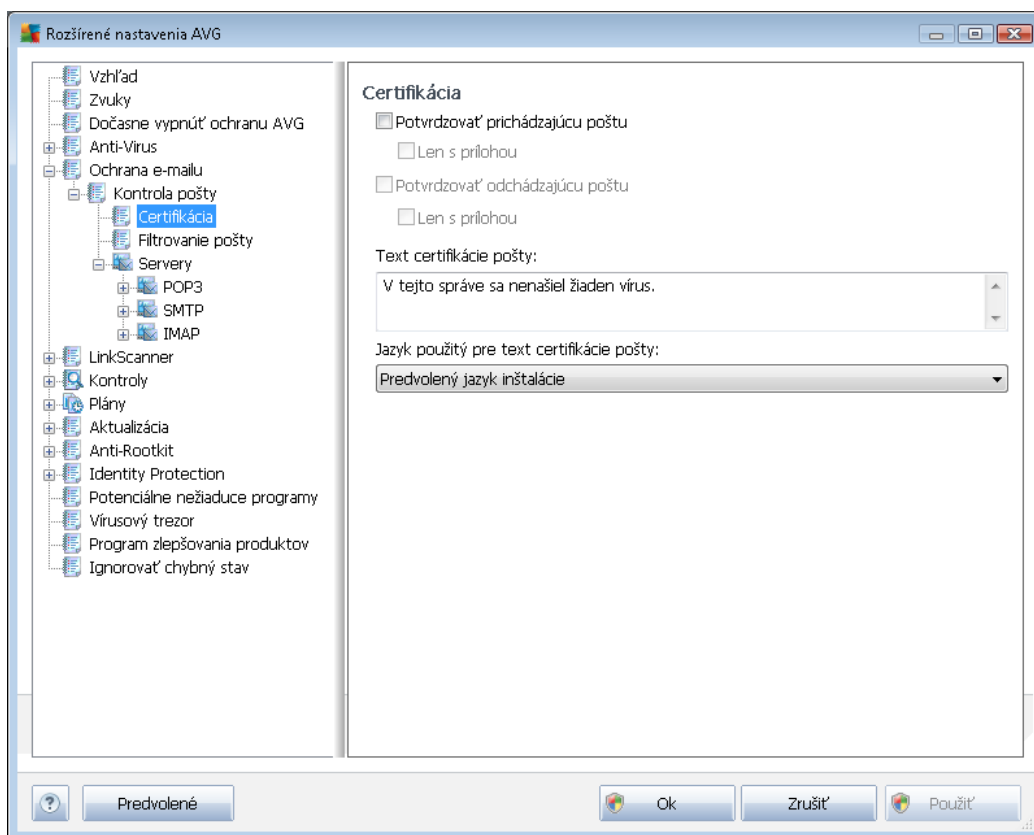 Rozšírené nastavenia AVG
Vzhľad
Zvuky
Dočasne vypnúť ochranu AVG
Anti-Virus
Ochrana e-mailu
Kontrola pošty
Certifikácia
Filtrovanie pošty
Servery
POP3
SMTP
IMAP
LinkScanner
Kontroly
Plány
Aktualizácia
Anti-Rootkit
Identity Protection
Potenciálne nežiaduce programy
Vírusový trezor
Program zlepšovania produktov
Ignorovať chybný stav
Certifikácia
Potvrdzovať prichádzajúcu poštu
Len s prílohou
Potvrdzovať odchádzajúcu poštu
Len s prílohou
Text certifikácie pošty:
V tejto správe sa nenašiel žiaden vírus.
Jazyk použitý pre text certifikácie pošty:
Predvolený jazyk inštalácie
? Predvolené Ok Zrušiť Použiť